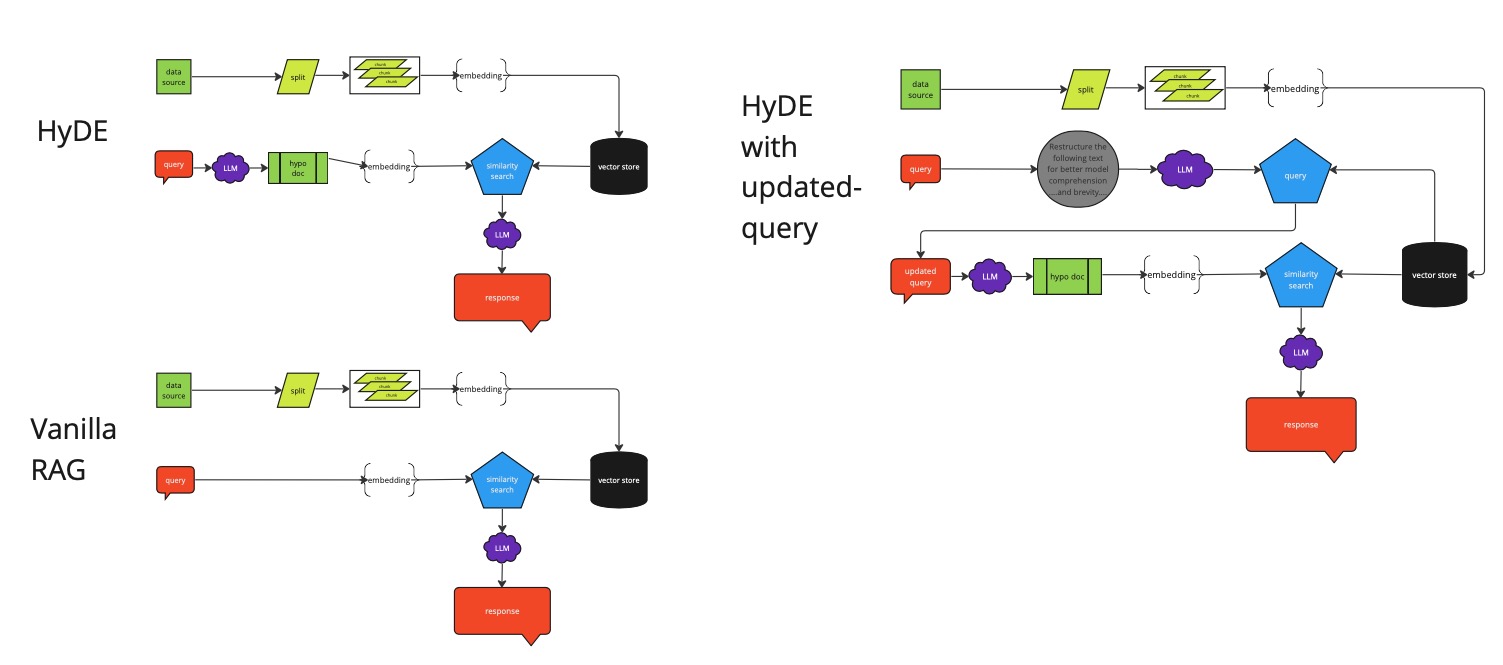 HyDE
data
source
split
chunk
chunk
chunk
embedding
query
LLM
hypo
doc
embedding
similarity
search
vector store
LLM
response
Vanilla
RAG
data
source
split
chunk
chunk
chunk
embedding
query
embedding
similarity
search
vector store
LLM
response
HyDE
with
updated-
query
data
source
split
chunk
chunk
chunk
embedding
query
Restructure the
following text
for better model
comprehension
...and brevity....
LLM
query
updated
query
LLM
hypo doc
embedding
similarity
search
vector store
LLM
response